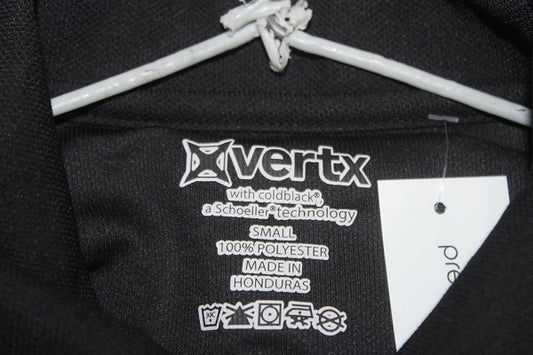 vertx
with coldblack®,
a Schoeller® technology
SMALL
100% POLYESTER
MADE IN
HONDURAS
pre